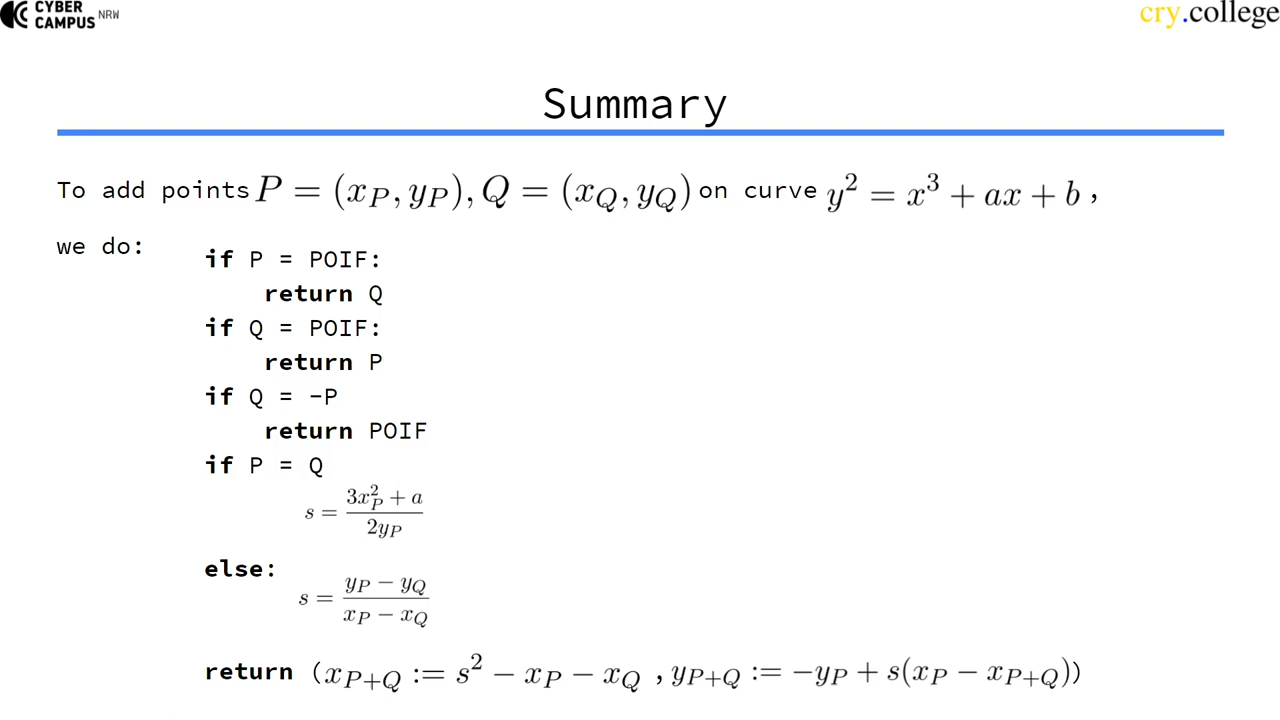 CYBER CAMPUS NRW
cry.college
Summary
To add points P = (x_P, y_P), Q = (x_Q, y_Q) on curve y^2 = x^3 + ax + b ,
we do:
if P = POIF:
return Q
if Q = POIF:
return P
if Q = -P
return POIF
if P = Q
s = \frac{3x_P^2 + a}{2y_P}
else:
s = \frac{y_P - y_Q}{x_P - x_Q}
return (x_{P+Q} := s^2 - x_P - x_Q , y_{P+Q} := -y_P + s(x_P - x_{P+Q}))